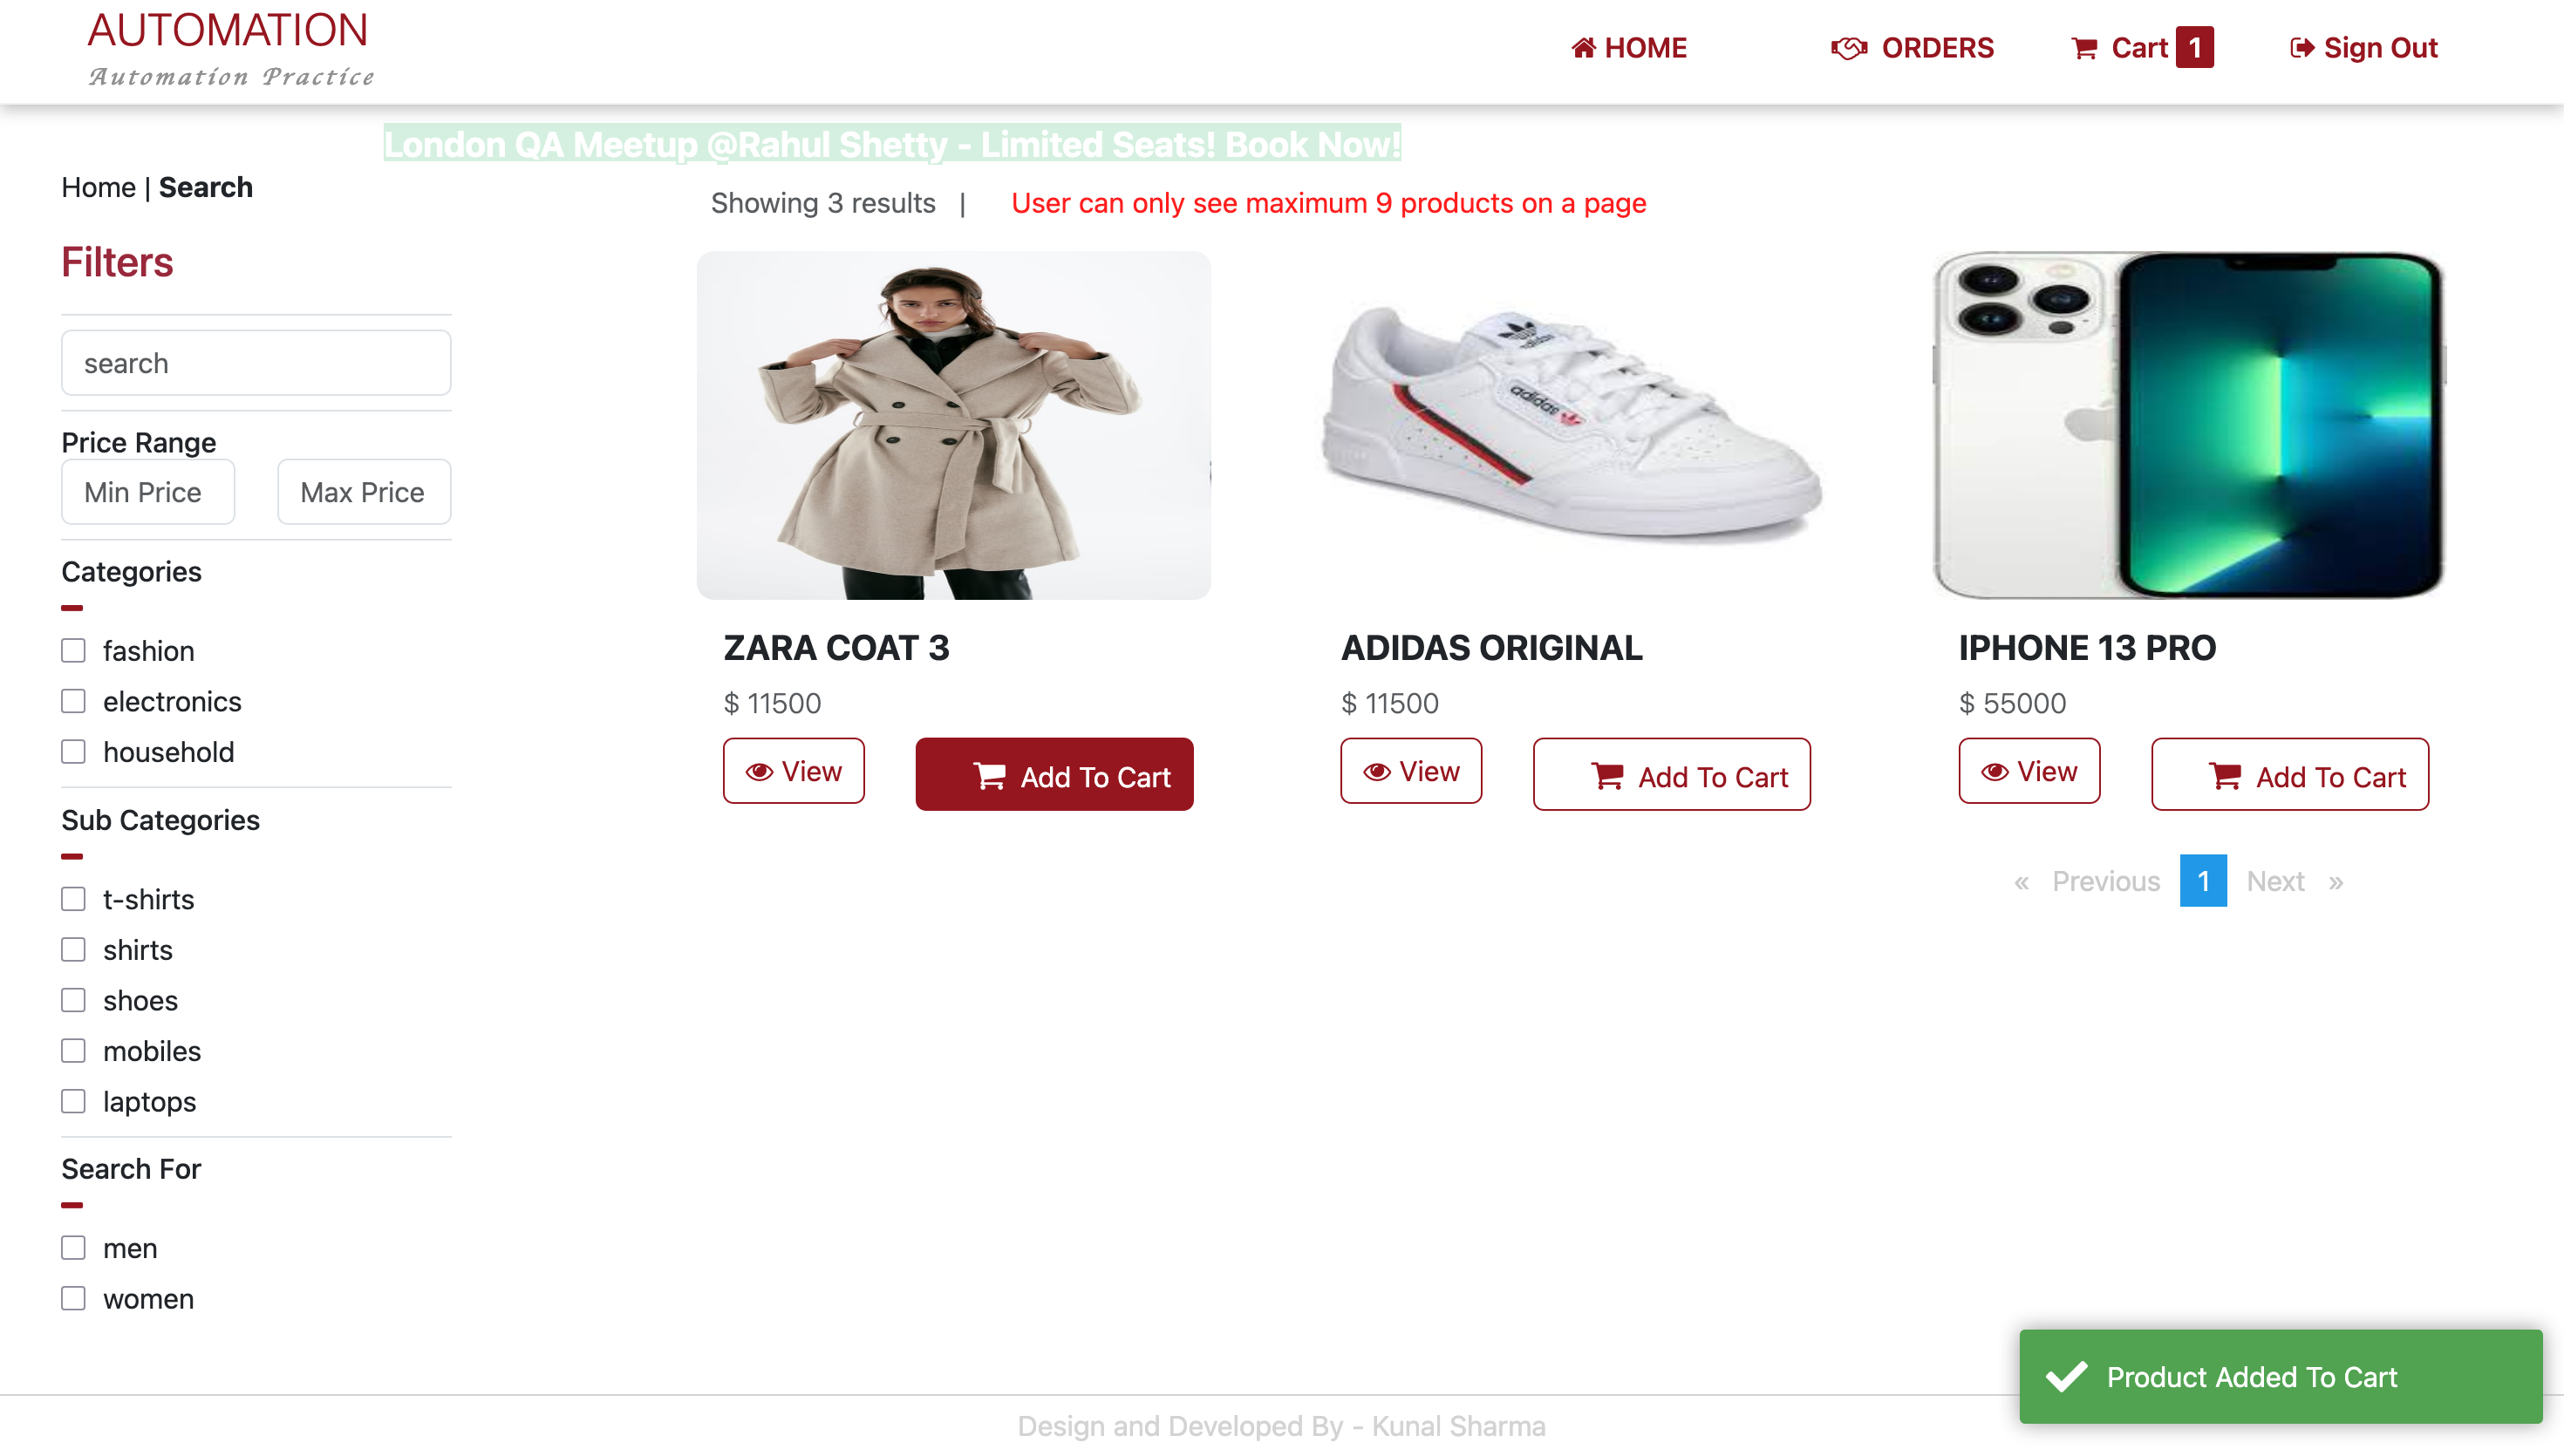 AUTOMATION
Automation Practice
HOME
ORDERS
Cart 1
Sign Out
London QA Meetup @Rahul Shetty - Limited Seats! Book Now!
Home | Search
Showing 3 results |
User can only see maximum 9 products on a page
Filters
search
Price Range
Min Price
Max Price
Categories
fashion
electronics
household
Sub Categories
t-shirts
shirts
shoes
mobiles
laptops
Search For
men
women
adidas
adidas
ZARA COAT 3
$ 11500
View
Add To Cart
ADIDAS ORIGINAL
$ 11500
View
Add To Cart
IPHONE 13 PRO
$ 55000
View
Add To Cart
« Previous 1 Next »
Product Added To Cart
Design and Developed By - Kunal Sharma